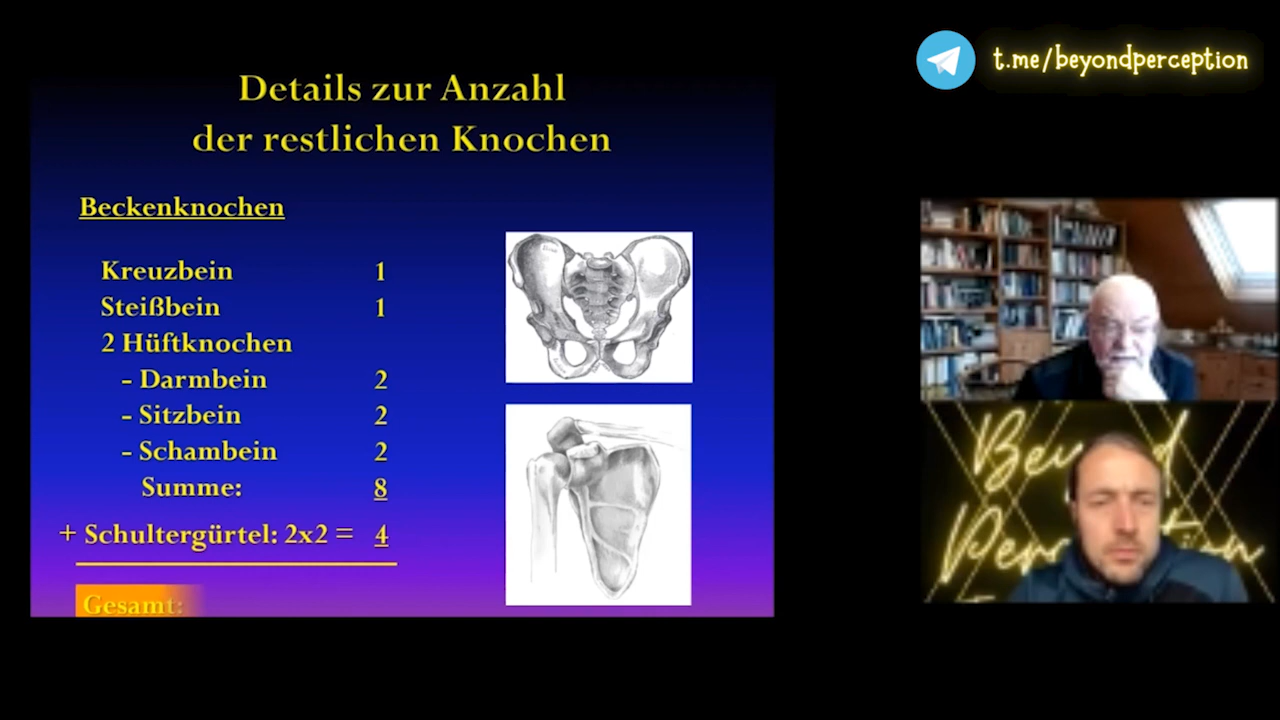 Details zur Anzahl
der restlichen Knochen
Beckenknochen
Kreuzbein 1
Steißbein 1
2 Hüftknochen
- Darmbein 2
- Sitzbein 2
- Schambein 2
Summe: 8
+ Schultergürtel: 2x2 = 4
Gesamt:
t.me/beyondperception